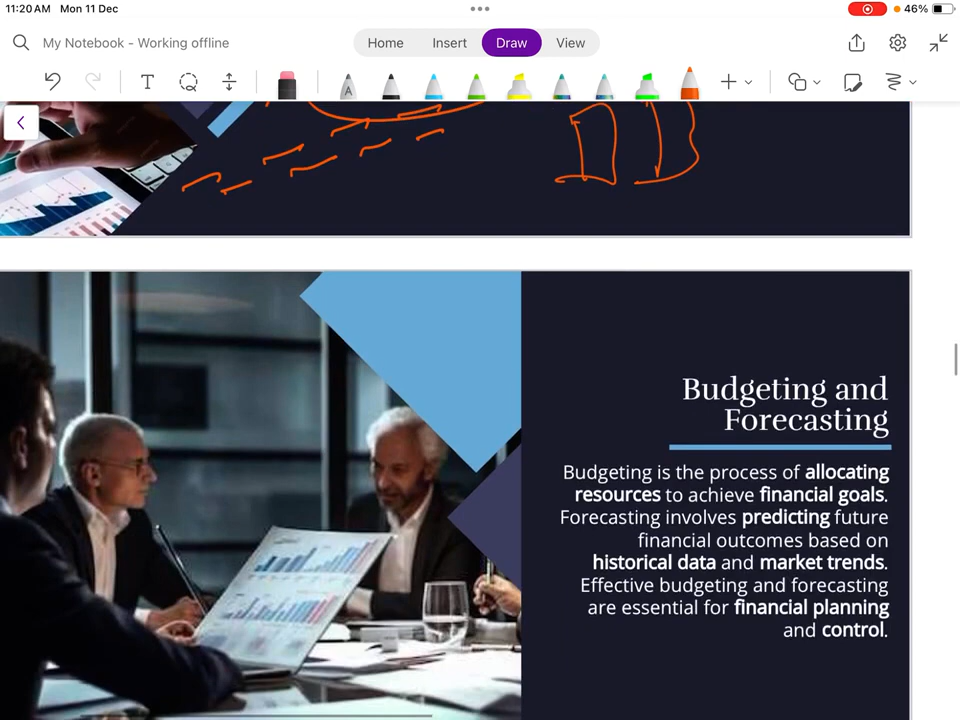 11:20 AM Mon 11 Dec
46%
My Notebook - Working offline
Home Insert Draw View
T
A
Budgeting and
Forecasting
Budgeting is the process of allocating
resources to achieve financial goals.
Forecasting involves predicting future
financial outcomes based on
historical data and market trends.
Effective budgeting and forecasting
are essential for financial planning
and control.